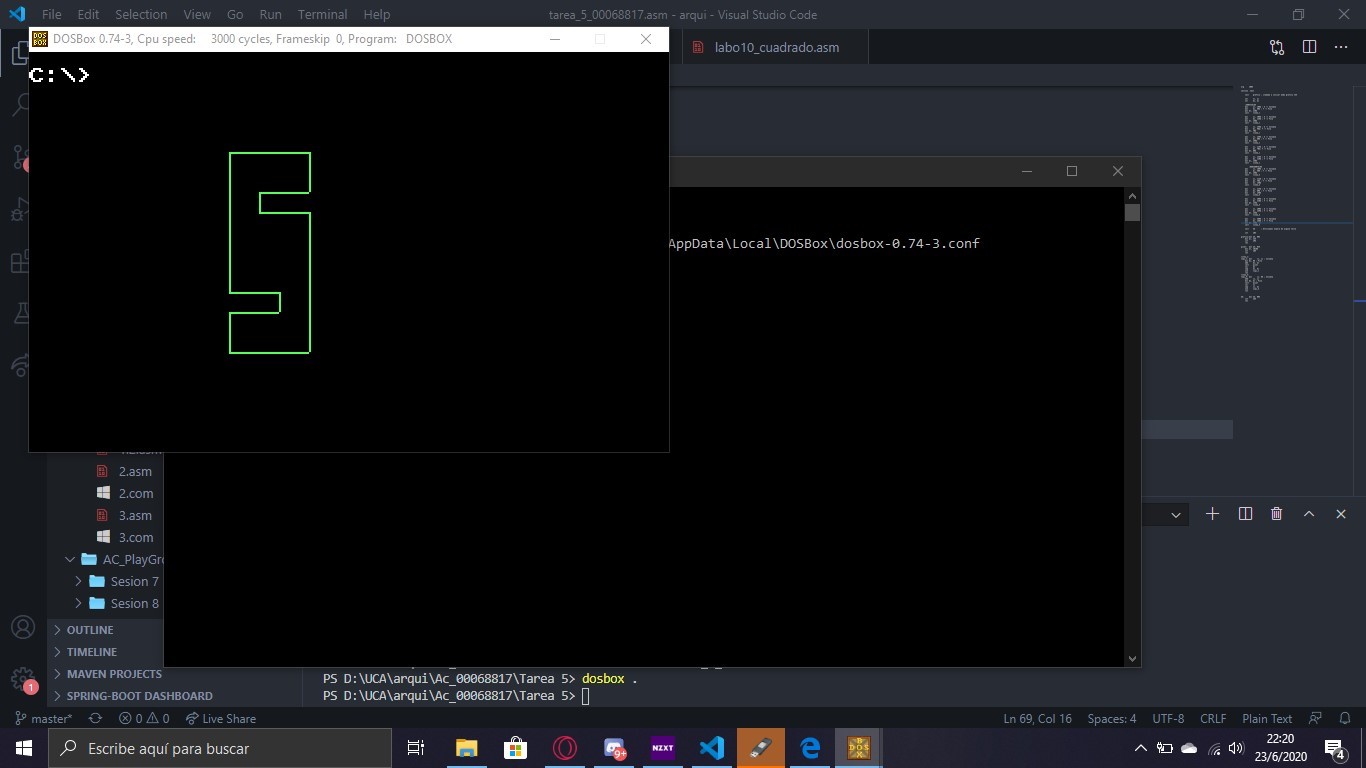 File Edit Selection View Go Run Terminal Help tarea_5_00068817.asm - arqui - Visual Studio Code
DOSBox 0.74-3, Cpu speed: 3000 cycles, Frameskip 0, Program: DOSBOX
labo10_cuadrado.asm
C:\>
AppData\Local\DOSBox\dosbox-0.74-3.conf
2.asm
2.com
3.asm
3.com
AC_PlayGr
Sesion 7
Sesion 8
OUTLINE
TIMELINE
MAVEN PROJECTS
SPRING-BOOT DASHBOARD
PS D:\UCA\arqui\Ac_00068817\Tarea 5> dosbox .
PS D:\UCA\arqui\Ac_00068817\Tarea 5>
1
master* 0 0 Live Share Ln 69, Col 16 Spaces: 4 UTF-8 CRLF Plain Text
Escribe aquí para buscar
9+
NZXT
DOS
BOX
22:20
23/6/2020
4